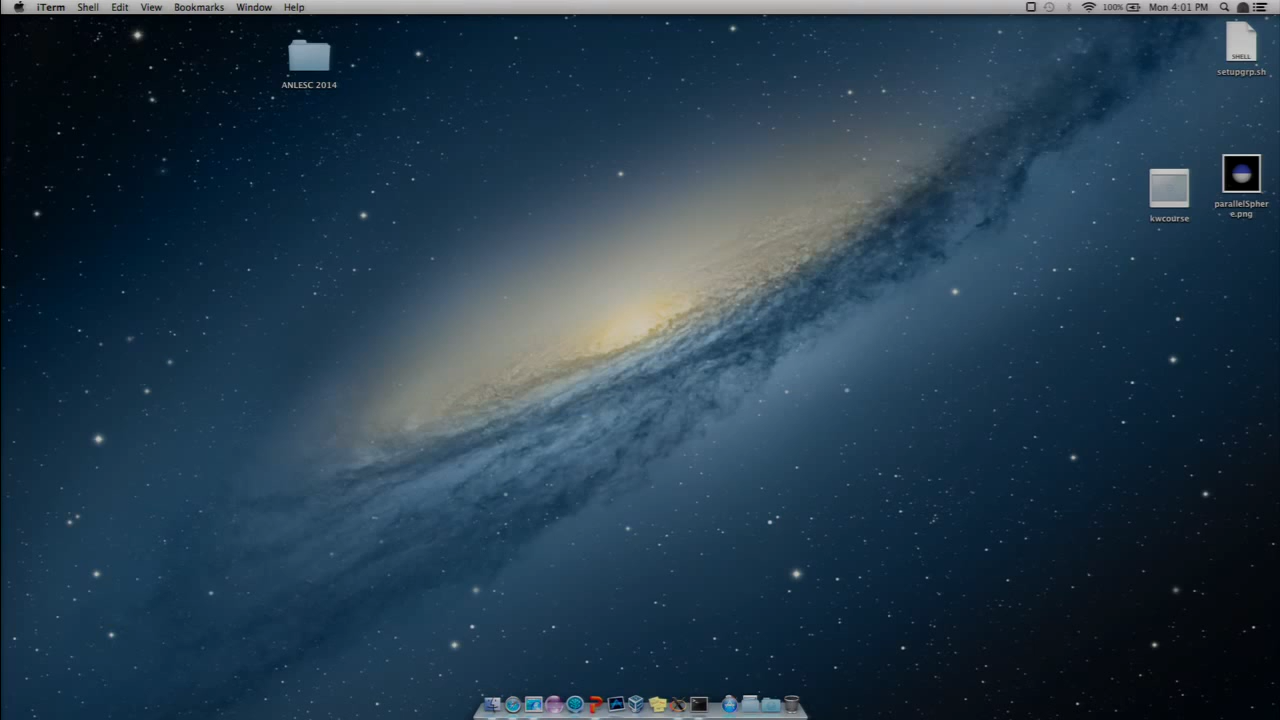 iTerm Shell Edit View Bookmarks Window Help 100% Mon 4:01 PM
ANLESC 2014
SHELL
setupgrp.sh
kwcourse
parallelSpher
e.png